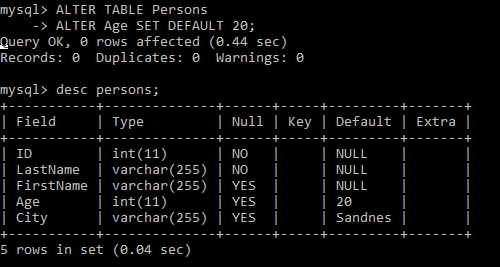 mysql> ALTER TABLE Persons
    -> ALTER Age SET DEFAULT 20;
Query OK, 0 rows affected (0.44 sec)
Records: 0  Duplicates: 0  Warnings: 0
mysql> desc persons;
+-----------+--------------+------+-----+---------+-------+
| Field     | Type         | Null | Key | Default | Extra |
+-----------+--------------+------+-----+---------+-------+
| ID        | int(11)      | NO   |     | NULL    |       |
| LastName  | varchar(255) | NO   |     | NULL    |       |
| FirstName | varchar(255) | YES  |     | NULL    |       |
| Age       | int(11)      | YES  |     | 20      |       |
| City      | varchar(255) | YES  |     | Sandnes |       |
+-----------+--------------+------+-----+---------+-------+
5 rows in set (0.04 sec)